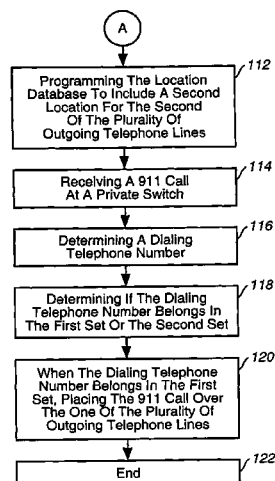 A
112
Programming The Location
Database To Include A Second
Location For The Second
Of The Plurality Of
Outgoing Telephone Lines
114
Receiving A 911 Call
At A Private Switch
116
Determining A Dialing
Telephone Number
118
Determining If The Dialing
Telephone Number Belongs In
The First Set Or The Second Set
120
When The Dialing Telephone
Number Belongs In The First
Set, Placing The 911 Call Over
The One Of The Plurality Of
Outgoing Telephone Lines
122
End